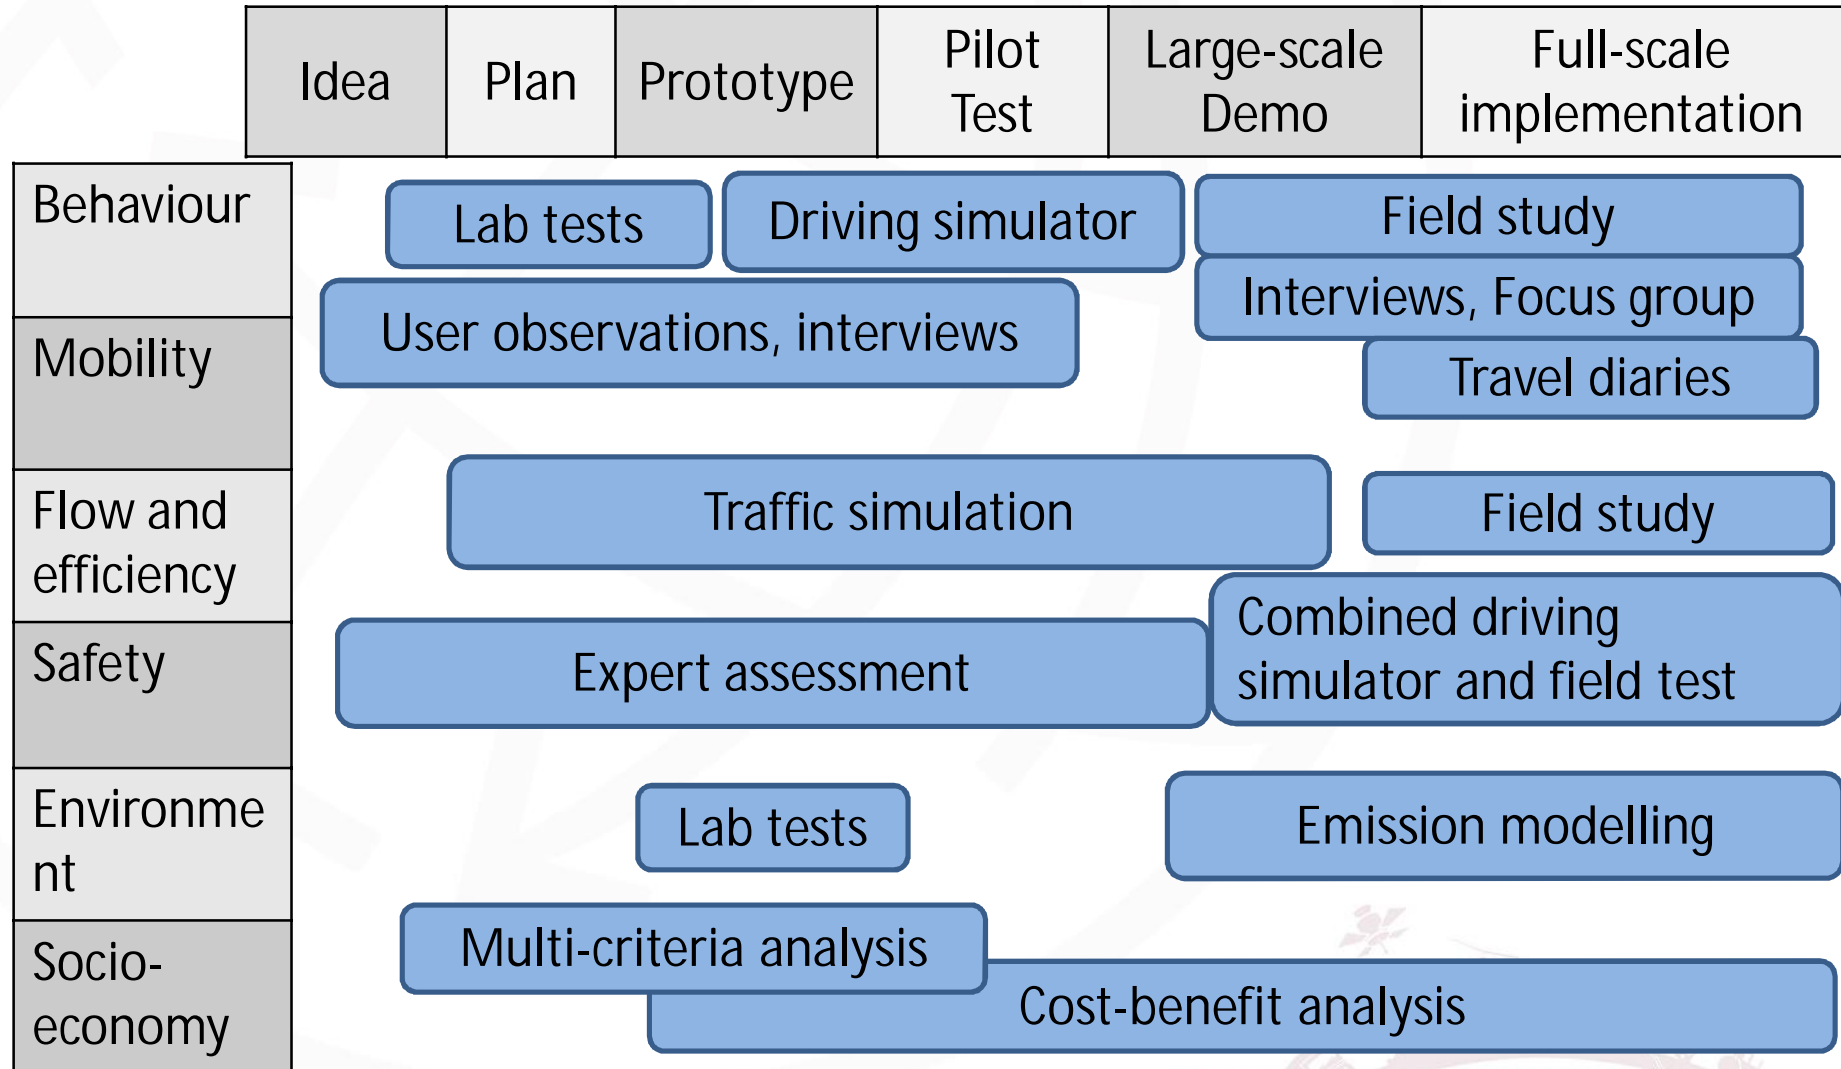 Idea
Plan
Prototype
Pilot
Test
Large-scale
Demo
Full-scale
implementation
Behaviour
Lab tests
Driving simulator
Field study
Interviews, Focus group
User observations, interviews
Mobility
Travel diaries
Flow and
efficiency
Traffic simulation
Field study
Combined driving
simulator and field test
Safety
Expert assessment
Environme
nt
Lab tests
Emission modelling
Multi-criteria analysis
Socio-
economy
Cost-benefit analysis